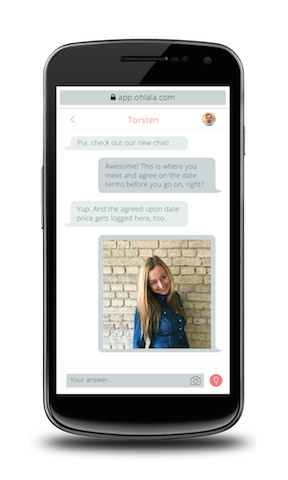 app.ohlala.com
Torsten
Pia, check out our new chat!
Awesome! This is where you
meet and agree on the date
terms before you go on, right?
Yup. And the agreed upon date
price gets logged here, too.
Your answer...